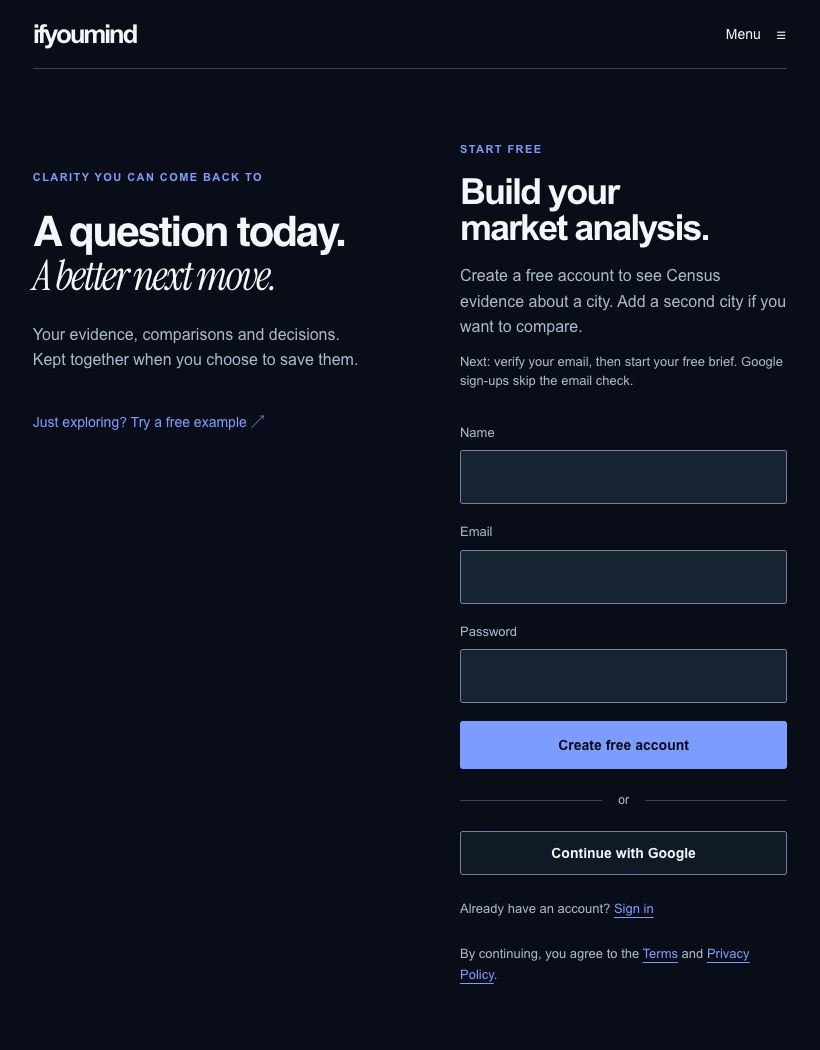 ifyoumind
Menu ≡
CLARITY YOU CAN COME BACK TO
A question today.
A better next move.
Your evidence, comparisons and decisions.
Kept together when you choose to save them.
Just exploring? Try a free example ↗
START FREE
Build your
market analysis.
Create a free account to see Census
evidence about a city. Add a second city if you
want to compare.
Next: verify your email, then start your free brief. Google
sign-ups skip the email check.
Name
Email
Password
Create free account
or
Continue with Google
Already have an account? Sign in
By continuing, you agree to the Terms and Privacy
Policy.